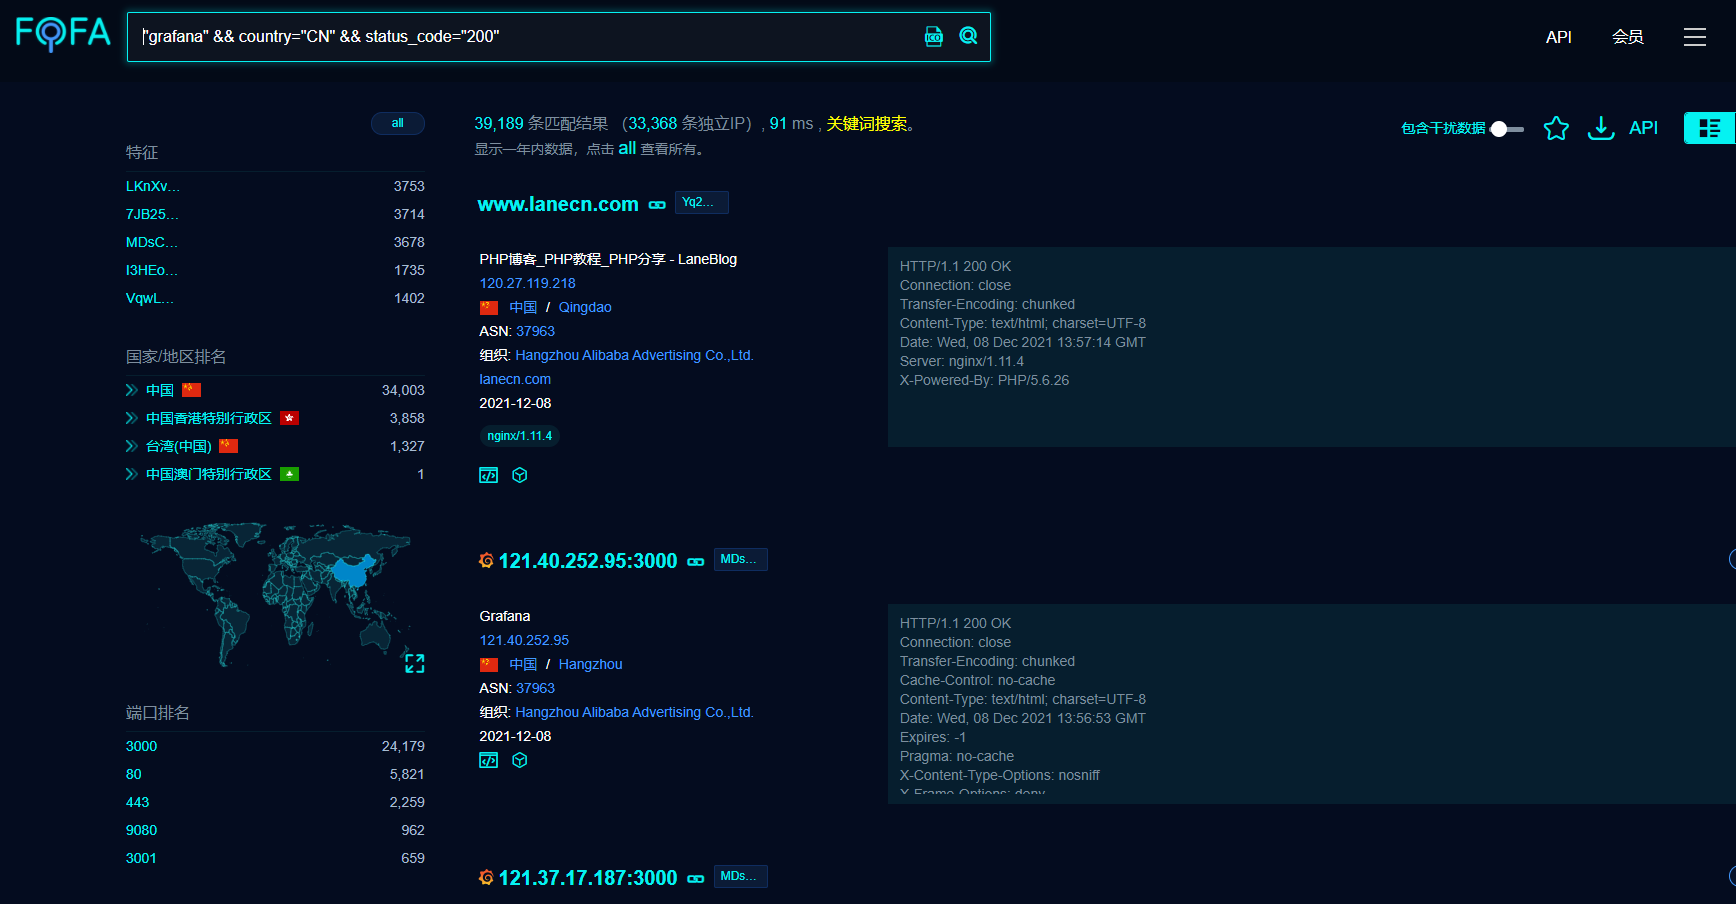 FOFA
"grafana" && country="CN" && status_code="200"
ICO
API
会员
all
特征
LKnXv... 3753
7JB25... 3714
MDsC... 3678
I3HEo... 1735
VqwL... 1402
国家/地区排名
中国 34,003
中国香港特别行政区 3,858
台湾(中国) 1,327
中国澳门特别行政区 1
端口排名
3000 24,179
80 5,821
443 2,259
9080 962
3001 659
39,189 条匹配结果 （33,368 条独立IP）, 91 ms , 关键词搜索。
显示一年内数据，点击 all 查看所有。
包含干扰数据
API
www.lanecn.com Yq2...
PHP博客_PHP教程_PHP分享 - LaneBlog
120.27.119.218
中国 / Qingdao
ASN: 37963
组织: Hangzhou Alibaba Advertising Co.,Ltd.
lanecn.com
2021-12-08
nginx/1.11.4
HTTP/1.1 200 OK
Connection: close
Transfer-Encoding: chunked
Content-Type: text/html; charset=UTF-8
Date: Wed, 08 Dec 2021 13:57:14 GMT
Server: nginx/1.11.4
X-Powered-By: PHP/5.6.26
121.40.252.95:3000 MDs...
Grafana
121.40.252.95
中国 / Hangzhou
ASN: 37963
组织: Hangzhou Alibaba Advertising Co.,Ltd.
2021-12-08
HTTP/1.1 200 OK
Connection: close
Transfer-Encoding: chunked
Cache-Control: no-cache
Content-Type: text/html; charset=UTF-8
Date: Wed, 08 Dec 2021 13:56:53 GMT
Expires: -1
Pragma: no-cache
X-Content-Type-Options: nosniff
X-Frame-Options: deny
121.37.17.187:3000 MDs...